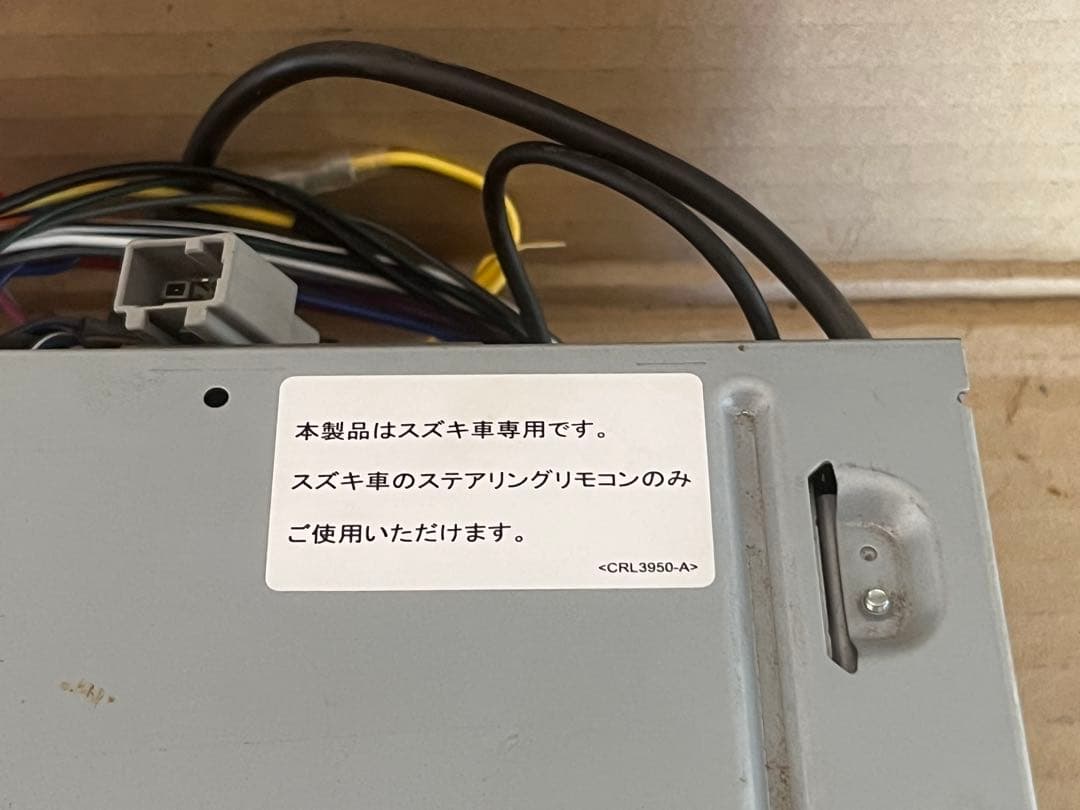 本製品はスズキ車専用です。
スズキ車のステアリングリモコンのみ
ご使用いただけます。
<CRL3950-A>